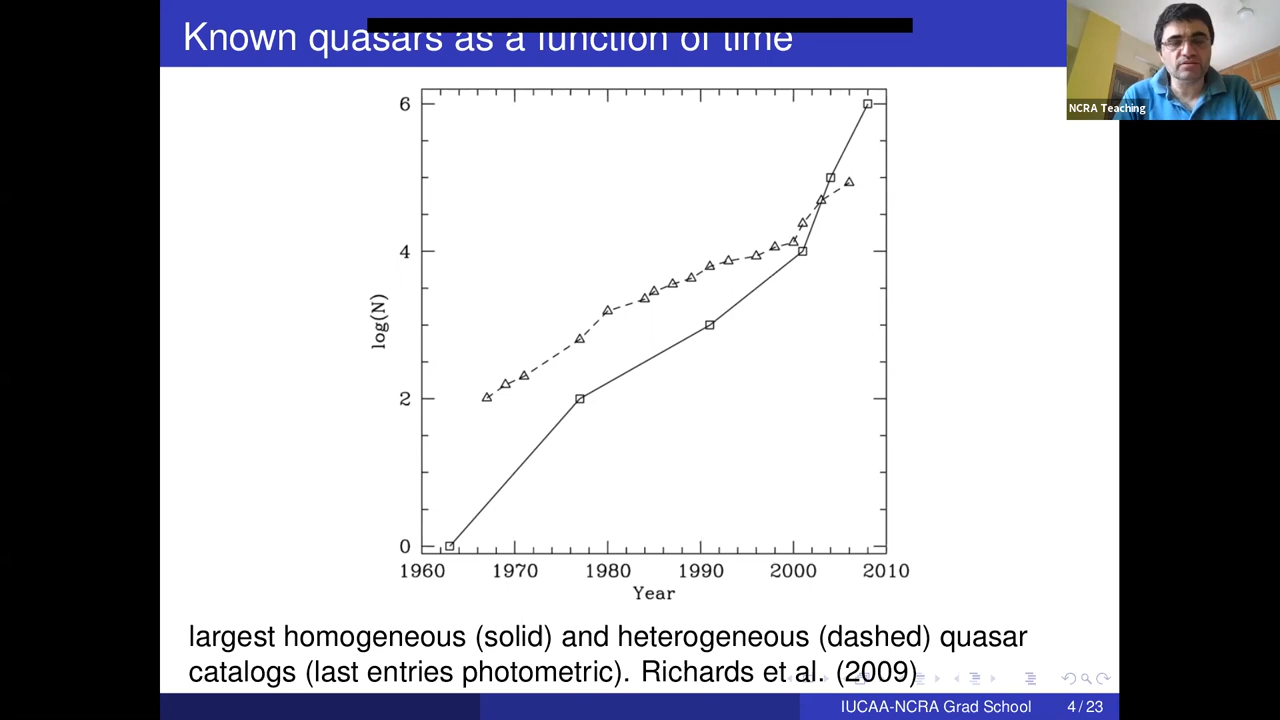 Known quasars as a function of time
NCRA Teaching
6
4
2
0
log(N)
1960 1970 1980 1990 2000 2010
Year
largest homogeneous (solid) and heterogeneous (dashed) quasar
catalogs (last entries photometric). Richards et al. (2009)
IUCAA-NCRA Grad School 4 / 23